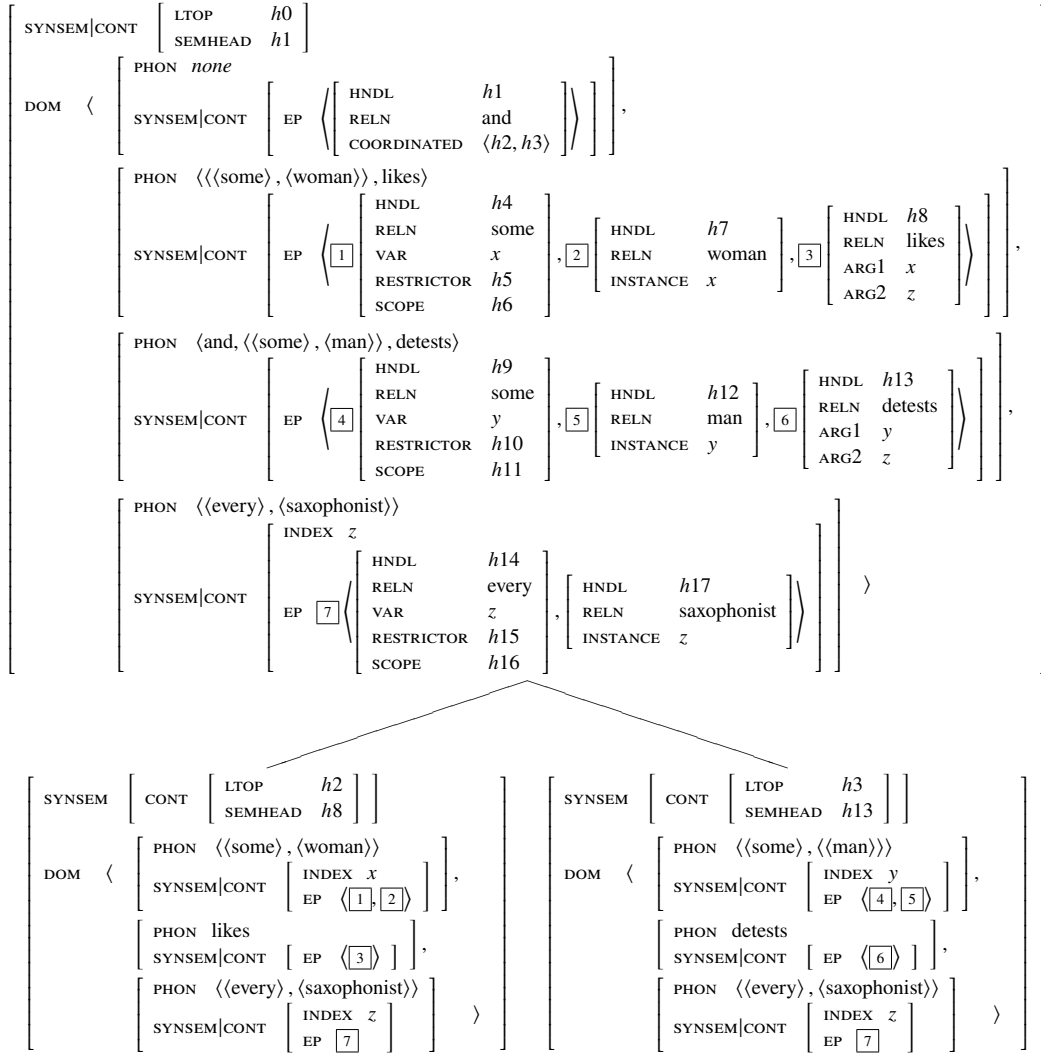 SYNSEM|CONT [ LTOP h0
SEMHEAD h1 ]
DOM ⟨ [ PHON none
SYNSEM|CONT [ EP ⟨ [ HNDL h1
RELN and
COORDINATED ⟨h2, h3⟩ ] ⟩ ] ] ,
[ PHON ⟨⟨⟨some⟩ , ⟨woman⟩⟩ , likes⟩
SYNSEM|CONT [ EP ⟨ 1 [ HNDL h4
RELN some
VAR x
RESTRICTOR h5
SCOPE h6 ] , 2 [ HNDL h7
RELN woman
INSTANCE x ] , 3 [ HNDL h8
RELN likes
ARG1 x
ARG2 z ] ⟩ ] ] ,
[ PHON ⟨and, ⟨⟨some⟩ , ⟨man⟩⟩ , detests⟩
SYNSEM|CONT [ EP ⟨ 4 [ HNDL h9
RELN some
VAR y
RESTRICTOR h10
SCOPE h11 ] , 5 [ HNDL h12
RELN man
INSTANCE y ] , 6 [ HNDL h13
RELN detests
ARG1 y
ARG2 z ] ⟩ ] ] ,
[ PHON ⟨⟨every⟩ , ⟨saxophonist⟩⟩
SYNSEM|CONT [ INDEX z
EP 7 ⟨ [ HNDL h14
RELN every
VAR z
RESTRICTOR h15
SCOPE h16 ] , [ HNDL h17
RELN saxophonist
INSTANCE z ] ⟩ ] ] ⟩
SYNSEM [ CONT [ LTOP h2
SEMHEAD h8 ] ]
DOM ⟨ [ PHON ⟨⟨some⟩ , ⟨woman⟩⟩
SYNSEM|CONT [ INDEX x
EP ⟨ 1 , 2 ⟩ ] ] ,
[ PHON likes
SYNSEM|CONT [ EP ⟨ 3 ⟩ ] ] ,
[ PHON ⟨⟨every⟩ , ⟨saxophonist⟩⟩
SYNSEM|CONT [ INDEX z
EP 7 ] ] ⟩
SYNSEM [ CONT [ LTOP h3
SEMHEAD h13 ] ]
DOM ⟨ [ PHON ⟨⟨some⟩ , ⟨⟨man⟩⟩⟩
SYNSEM|CONT [ INDEX y
EP ⟨ 4 , 5 ⟩ ] ] ,
[ PHON detests
SYNSEM|CONT [ EP ⟨ 6 ⟩ ] ] ,
[ PHON ⟨⟨every⟩ , ⟨saxophonist⟩⟩
SYNSEM|CONT [ INDEX z
EP 7 ] ] ⟩